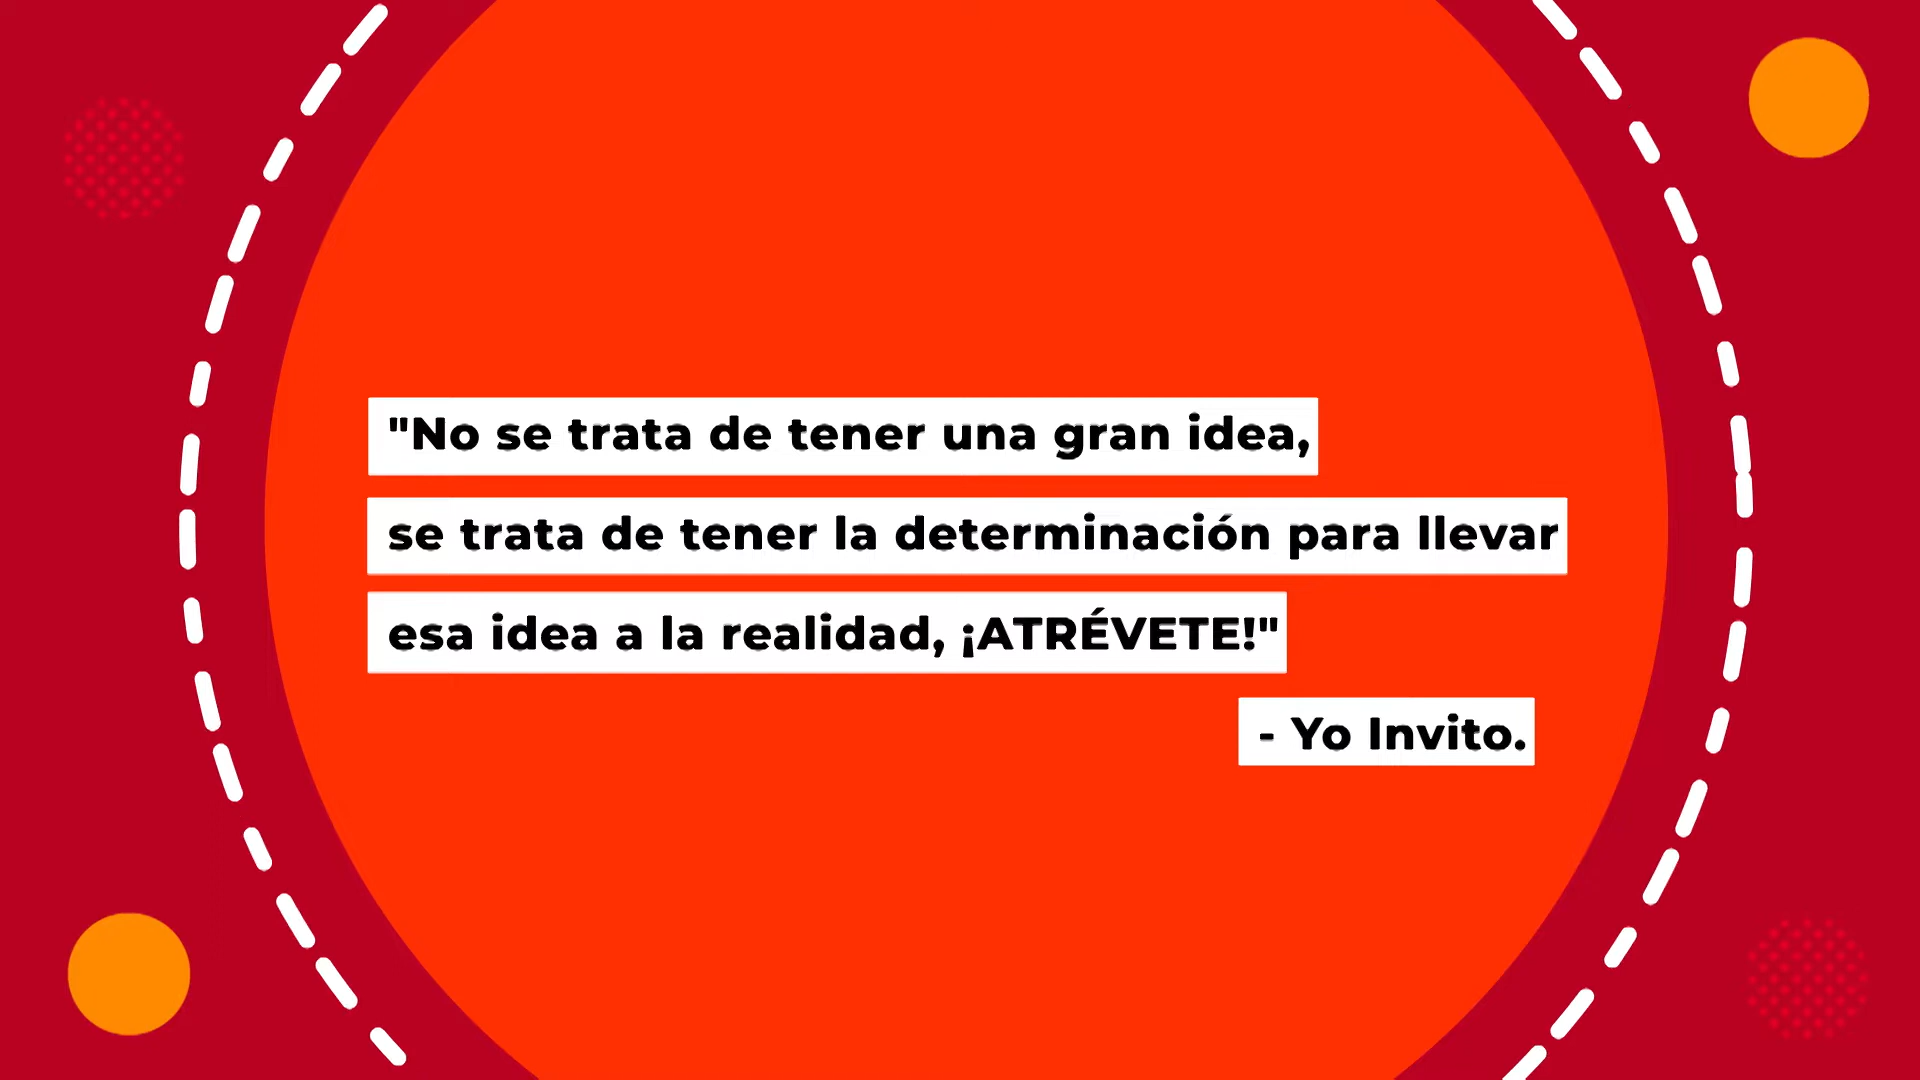 "No se trata de tener una gran idea,
se trata de tener la determinación para llevar
esa idea a la realidad, ¡ATRÉVETE!"
- Yo Invito.